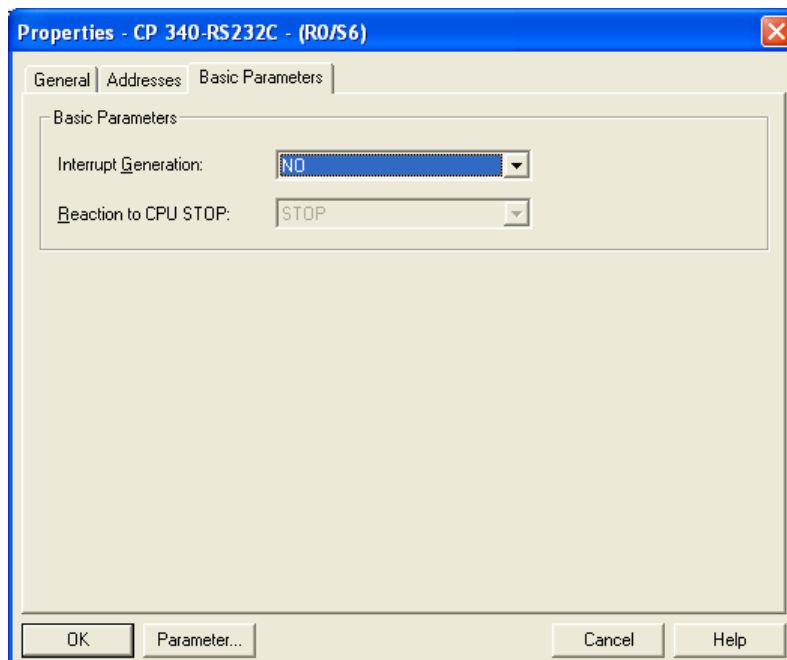 Properties - CP 340-RS232C - (R0/S6)
General Addresses Basic Parameters
Basic Parameters
Interrupt Generation: NO
Reaction to CPU STOP: STOP
OK Parameter... Cancel Help